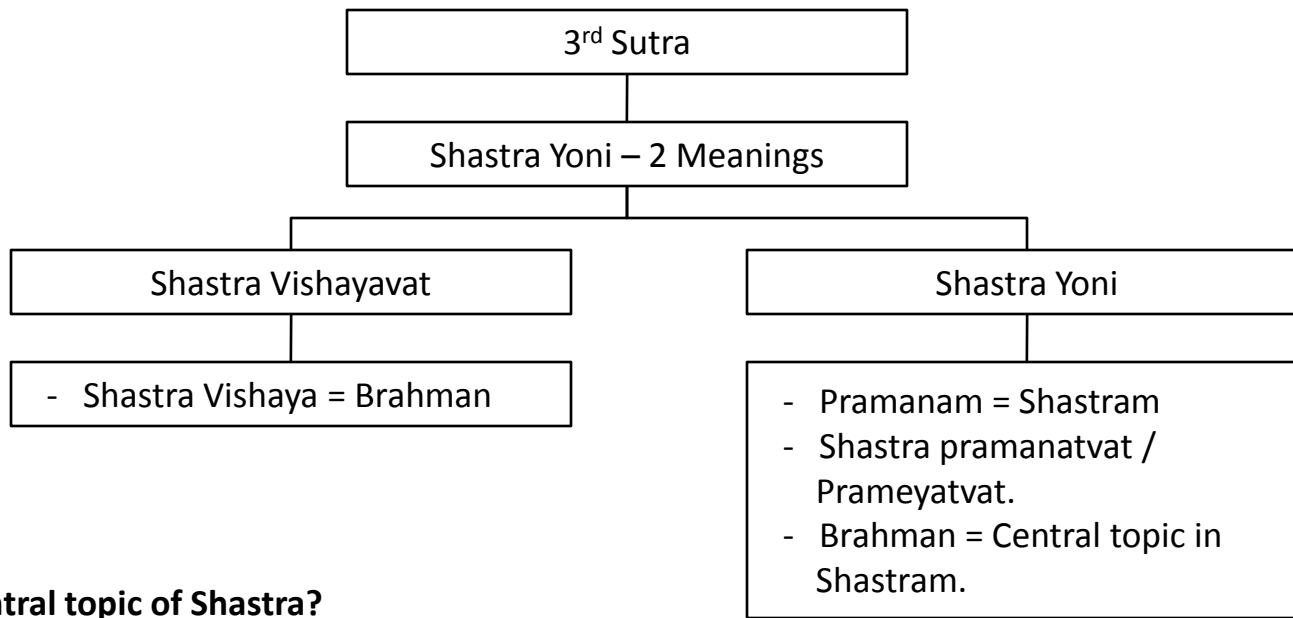 3rd Sutra
Shastra Yoni – 2 Meanings
Shastra Vishayavat
Shastra Yoni
- Shastra Vishaya = Brahman
- Pramanam = Shastram
- Shastra pramanatvat /
Prameyatvat.
- Brahman = Central topic in
Shastram.
topic of Shastra?